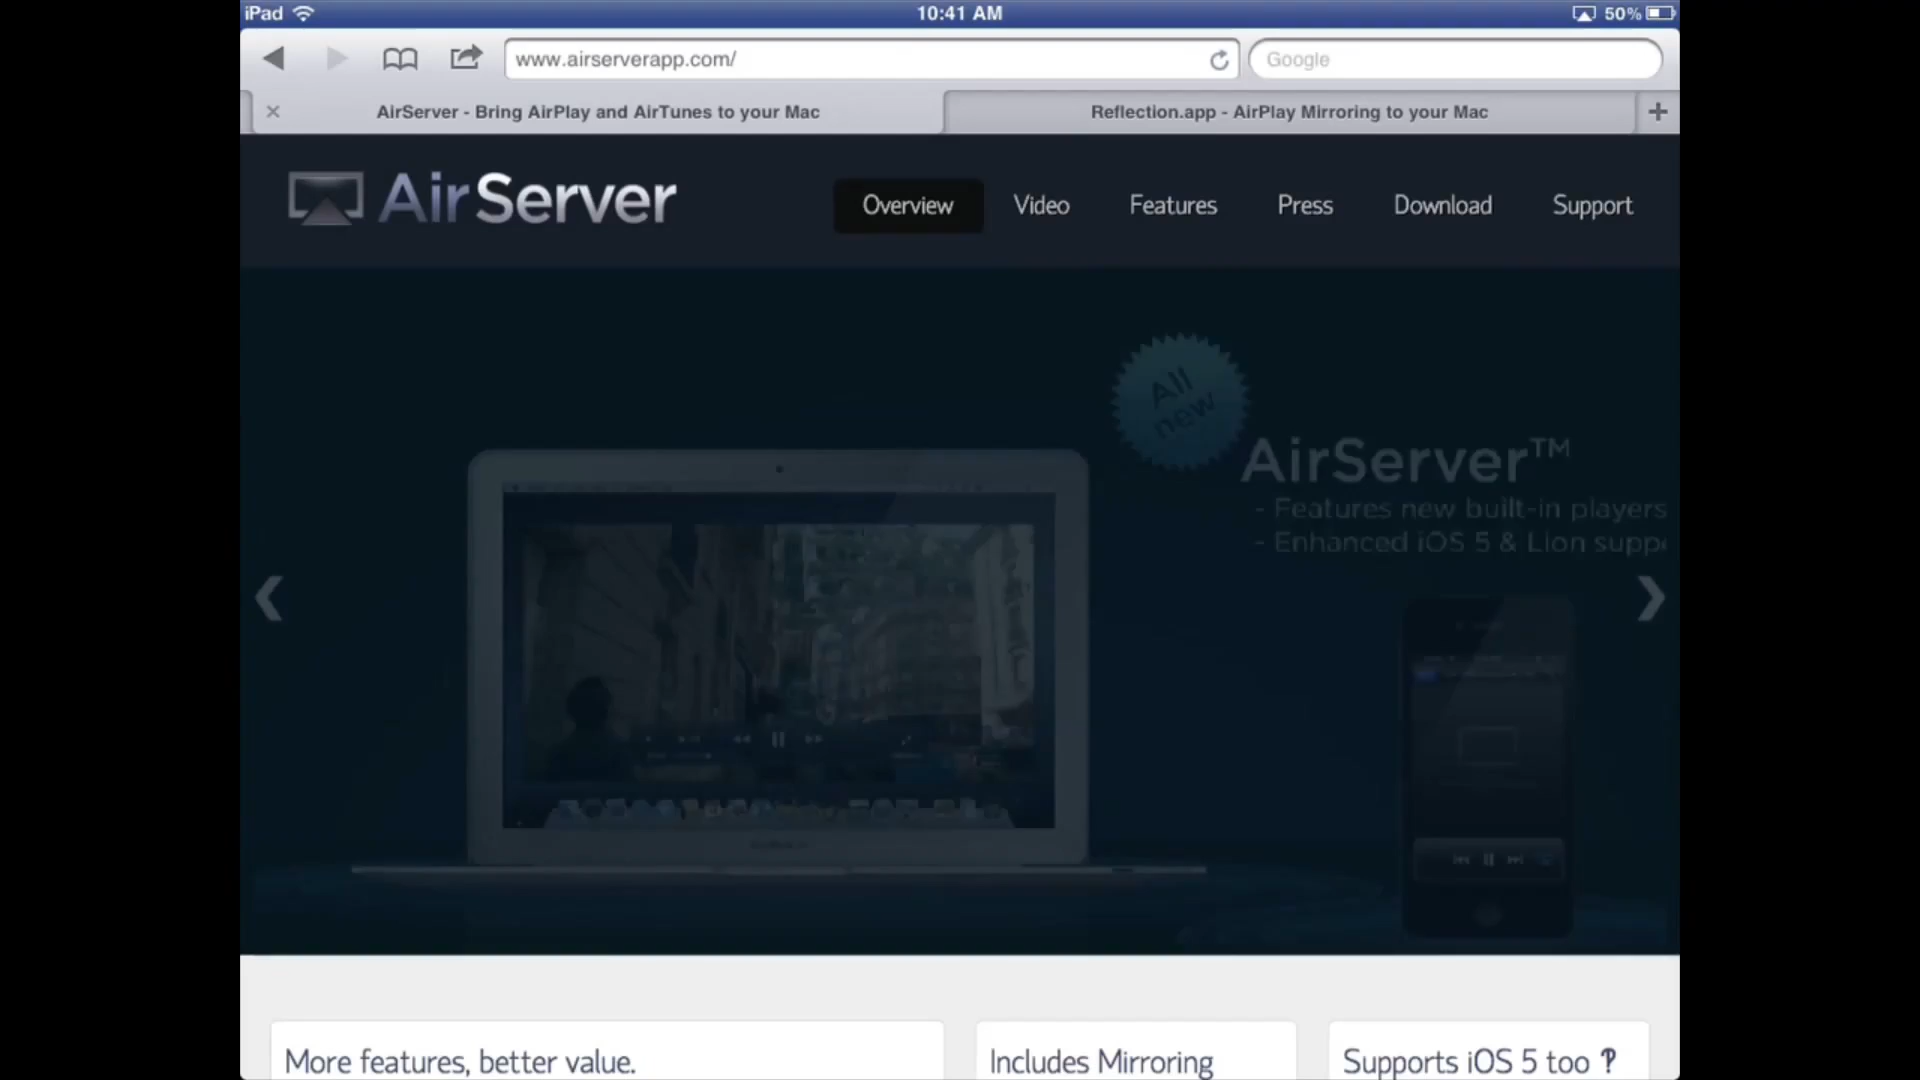 iPad 10:41 AM 50%
www.airserverapp.com/ Google
AirServer - Bring AirPlay and AirTunes to your Mac Reflection.app - AirPlay Mirroring to your Mac
AirServer Overview Video Features Press Download Support
All
new
AirServer™
- Features new built-in players
- Enhanced iOS 5 & Lion supp
More features, better value. Includes Mirroring Supports iOS 5 too